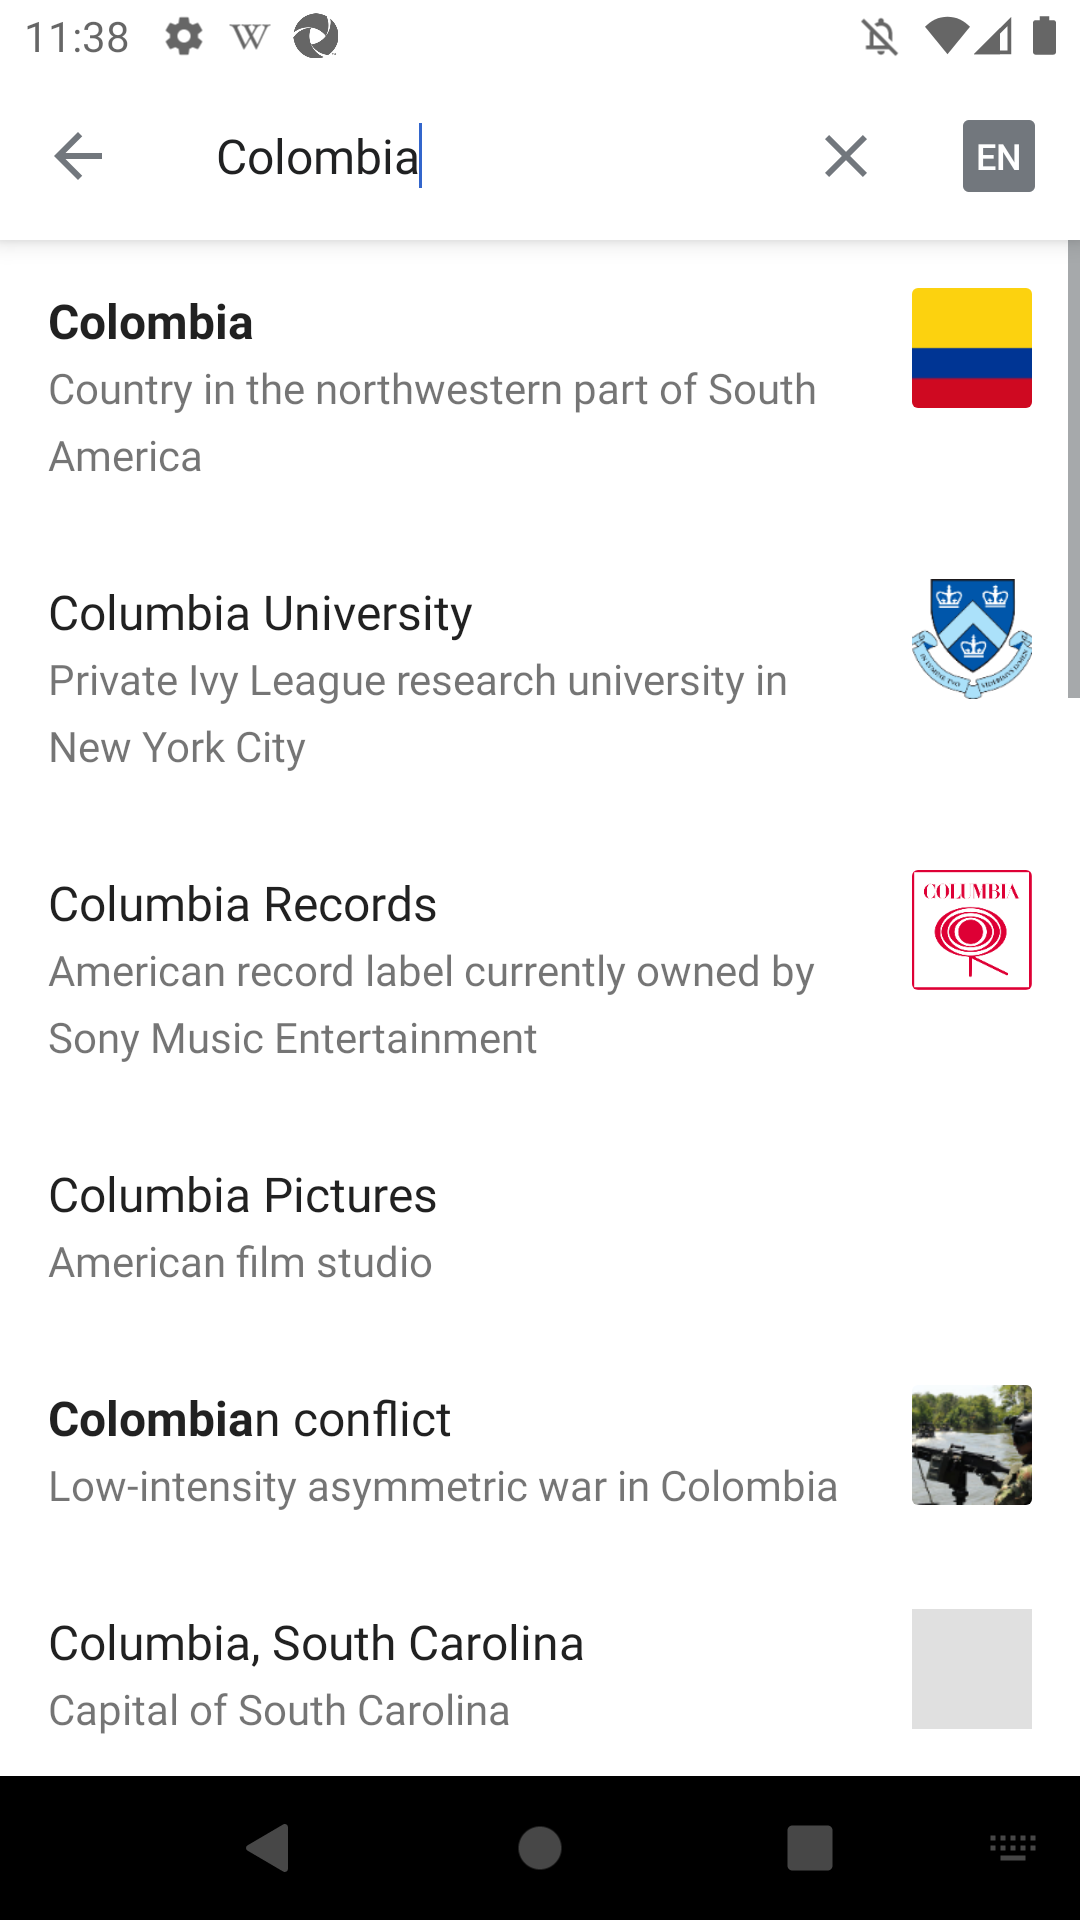 11:38
Colombia
EN
Colombia
Country in the northwestern part of South
America
Columbia University
Private Ivy League research university in
New York City
Columbia Records
American record label currently owned by
Sony Music Entertainment
COLUMBIA
Columbia Pictures
American film studio
Colombian conflict
Low-intensity asymmetric war in Colombia
Columbia, South Carolina
Capital of South Carolina